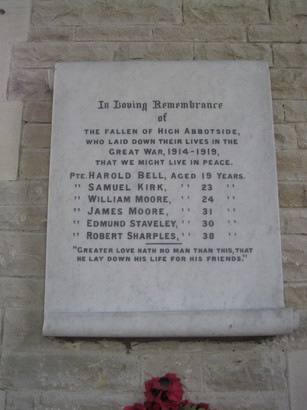 In Loving Remembrance
of
THE FALLEN OF HIGH ABBOTSIDE,
WHO LAID DOWN THEIR LIVES IN THE
GREAT WAR, 1914-1919,
THAT WE MIGHT LIVE IN PEACE.
PTE. HAROLD BELL, AGED 19 YEARS.
" SAMUEL KIRK, " 23 "
" WILLIAM MOORE, " 24 "
" JAMES MOORE, " 31 "
" EDMUND STAVELEY, " 30 "
" ROBERT SHARPLES, " 38 "
"GREATER LOVE HATH NO MAN THAN THIS, THAT
HE LAY DOWN HIS LIFE FOR HIS FRIENDS."